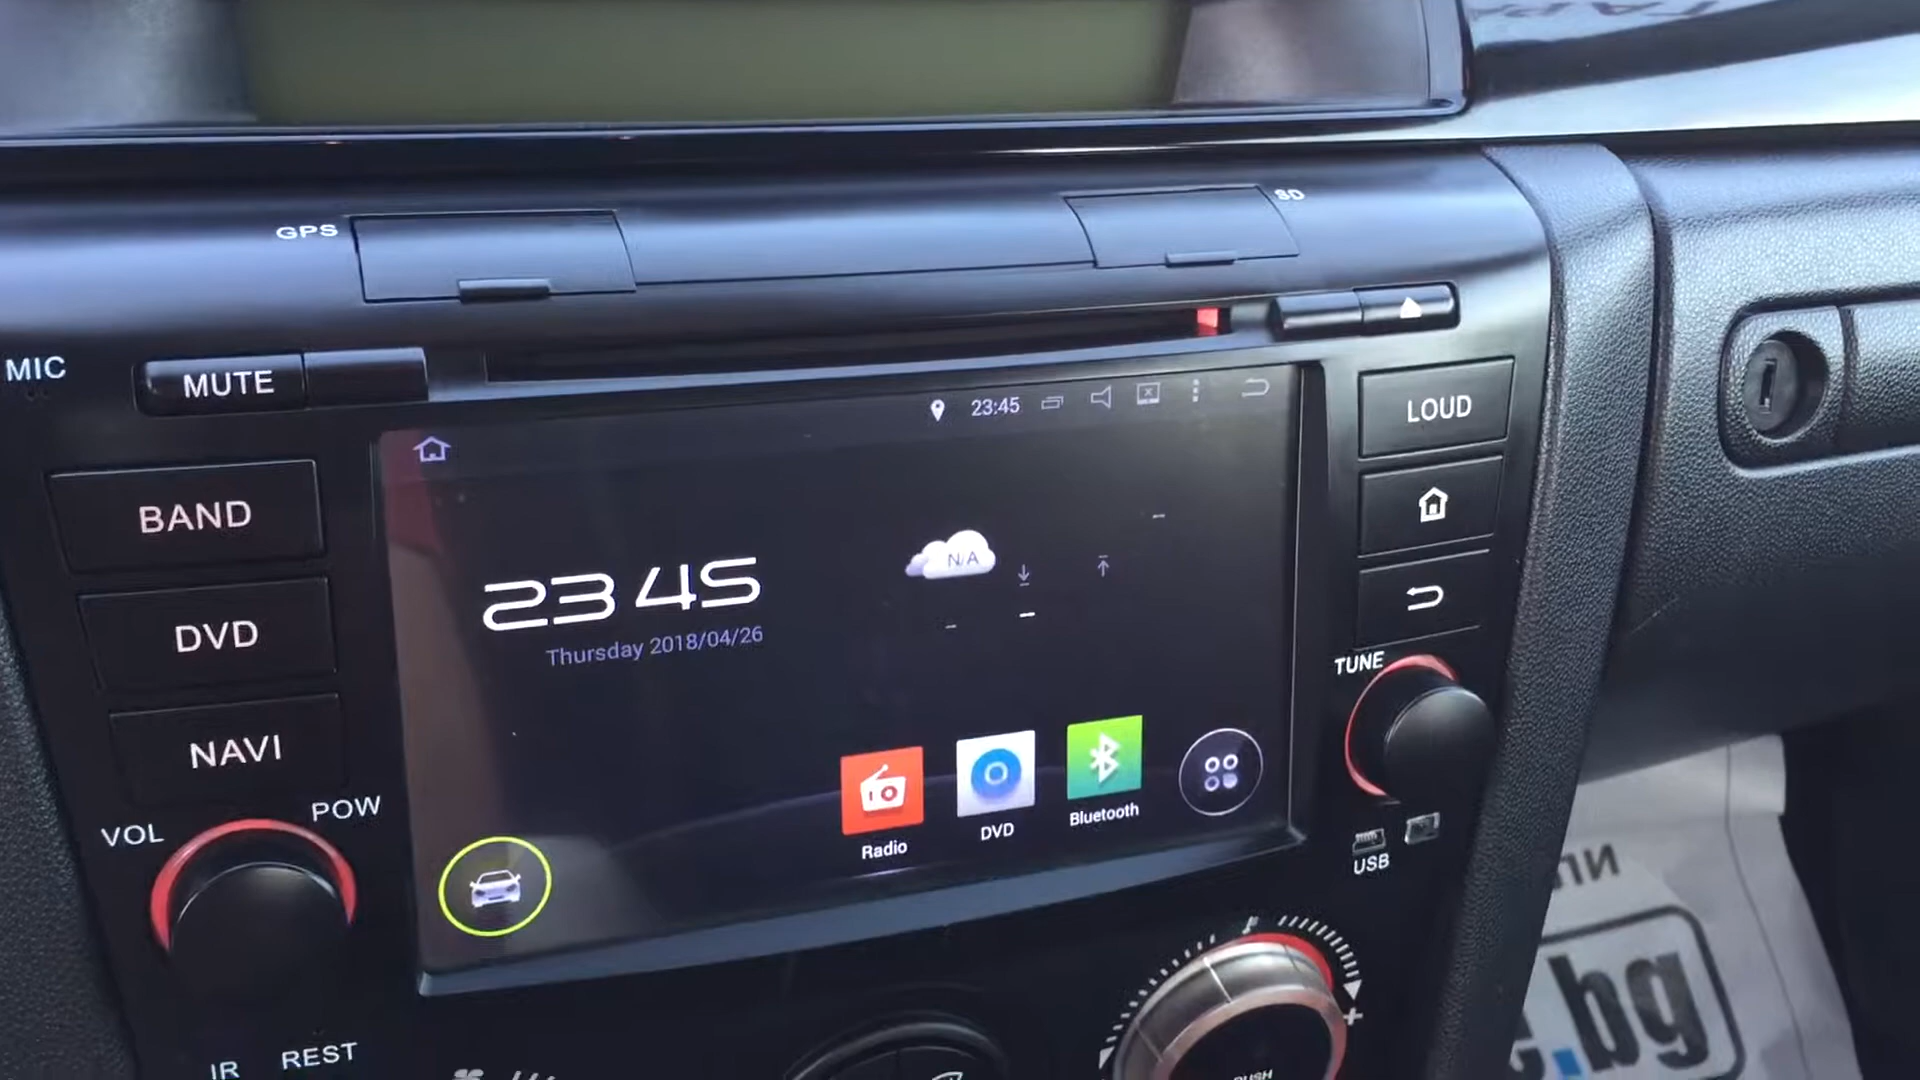 GPS
SD
MIC
MUTE
23:45
LOUD
BAND
N/A
23 45
Thursday 2018/04/26
DVD
TUNE
NAVI
Bluetooth
DVD
Radio
VOL
POW
USB
.bg
IR
REST
PUSH